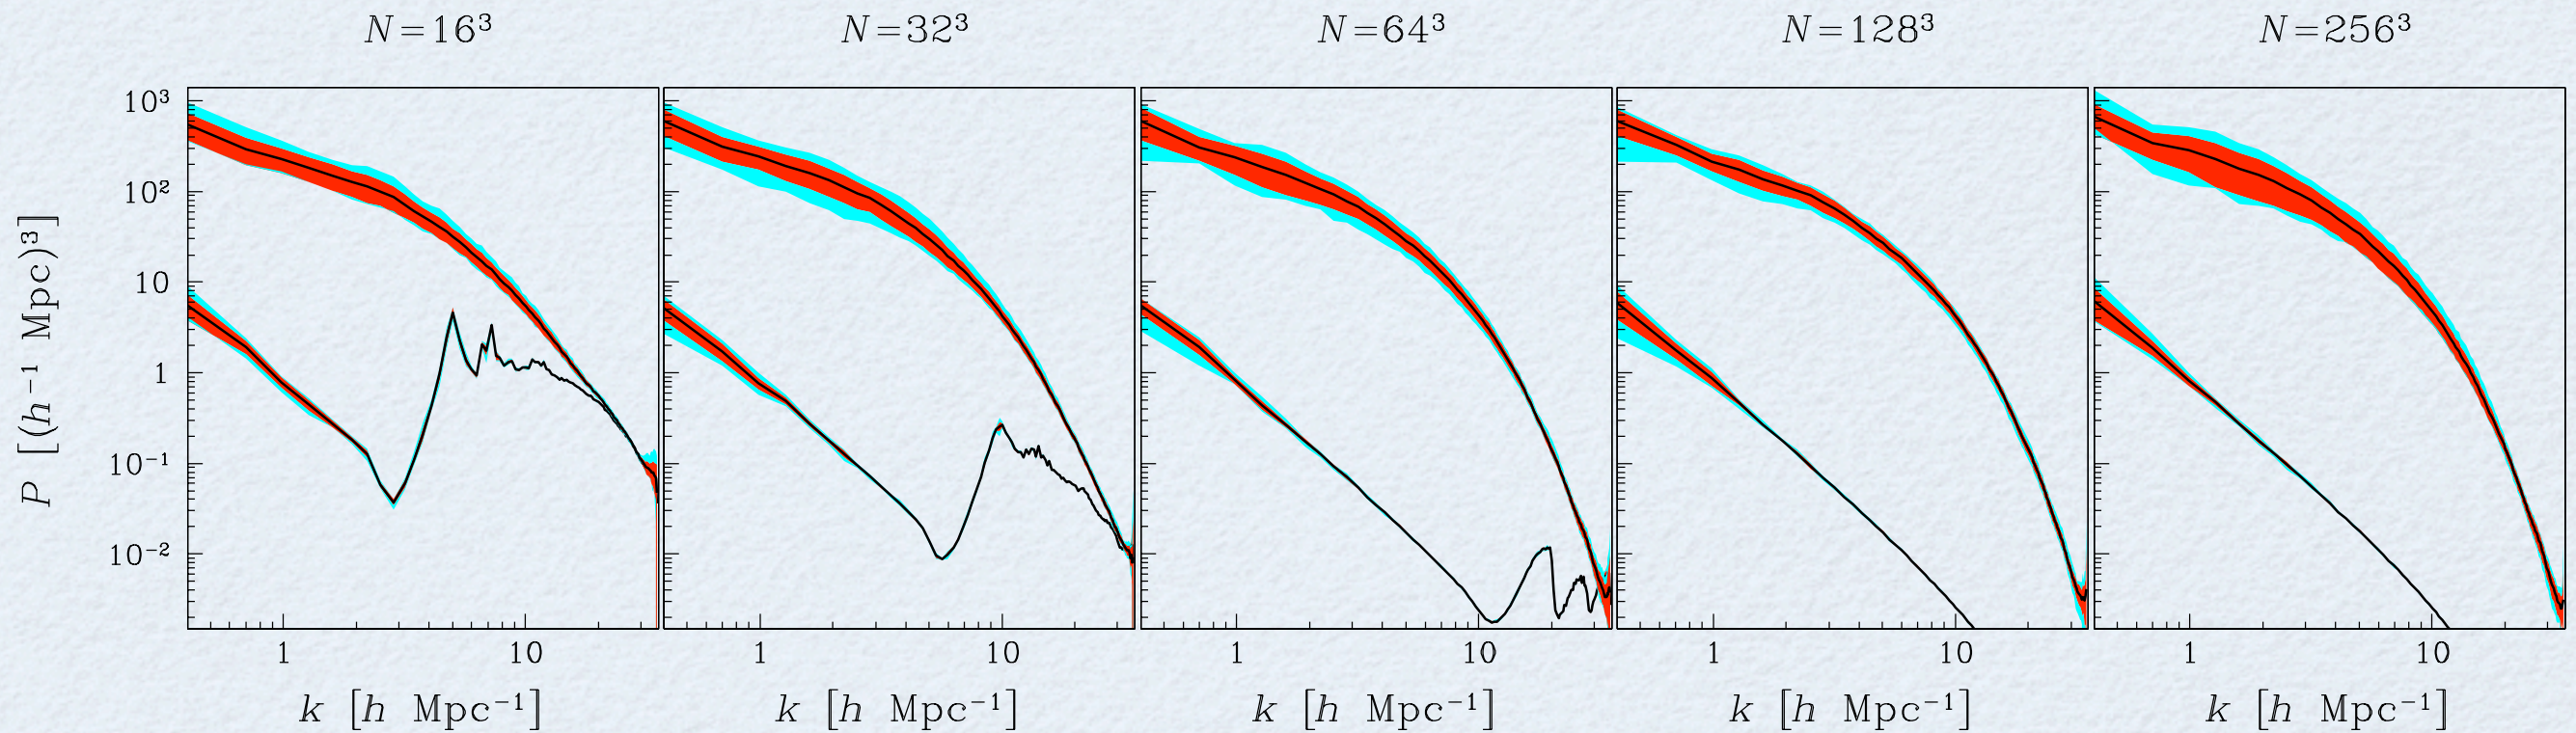 N=16³ N=32³ N=64³ N=128³ N=256³
P [(h⁻¹ Mpc)³]
10³
10²
10
1
10⁻¹
10⁻²
1 10 1 10 1 10 1 10 1 10
k [h Mpc⁻¹] k [h Mpc⁻¹] k [h Mpc⁻¹] k [h Mpc⁻¹] k [h Mpc⁻¹]